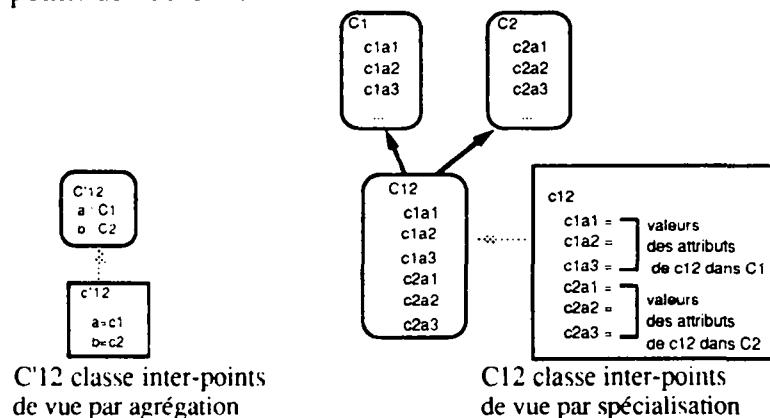 C1
c1a1
c1a2
c1a3
...
C2
c2a1
c2a2
c2a3
...
C'12
a : C1
b : C2
c'12
a=c1
b=c2
C'12 classe inter-points
de vue par agrégation
C12
c1a1
c1a2
c1a3
c2a1
c2a2
c2a3
c12
c1a1 =
c1a2 =
c1a3 =
valeurs
des attributs
de c12 dans C1
c2a1 =
c2a2 =
c2a3 =
valeurs
des attributs
de c12 dans C2
C12 classe inter-points
de vue par spécialisation